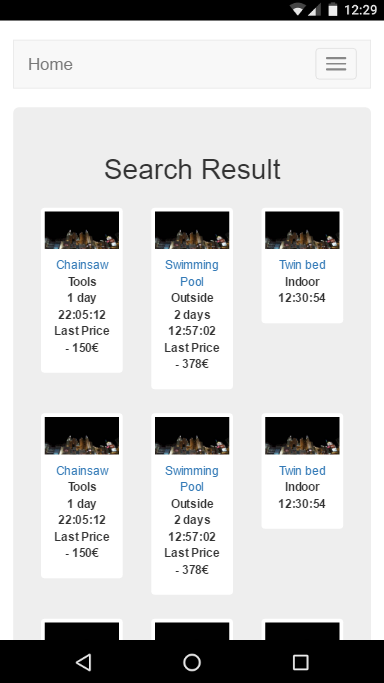 12:29
Home
Search Result
Chainsaw
Tools
1 day
22:05:12
Last Price
- 150€
Swimming
Pool
Outside
2 days
12:57:02
Last Price
- 378€
Twin bed
Indoor
12:30:54
Chainsaw
Tools
1 day
22:05:12
Last Price
- 150€
Swimming
Pool
Outside
2 days
12:57:02
Last Price
- 378€
Twin bed
Indoor
12:30:54